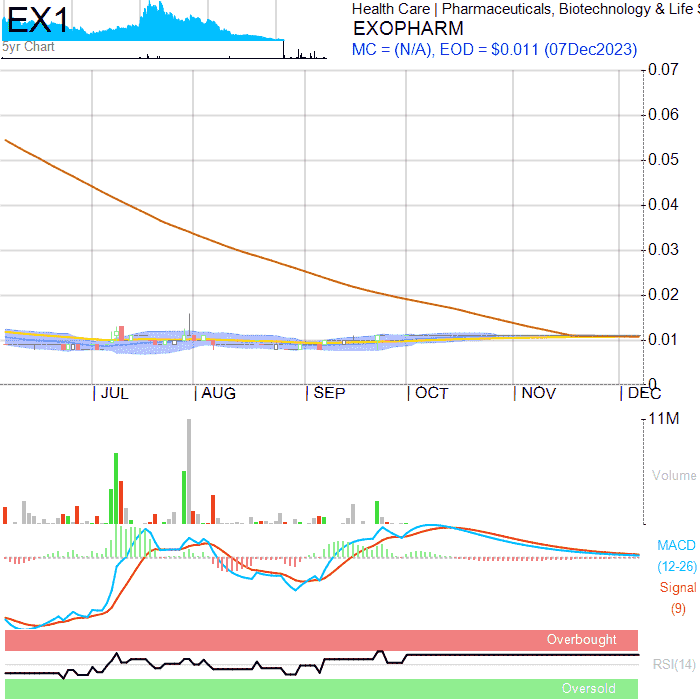 EX1
5yr Chart
Health Care | Pharmaceuticals, Biotechnology & Life S
EXOPHARM
MC = (N/A), EOD = $0.011 (07Dec2023)
0.07
0.06
0.05
0.04
0.03
0.02
0.01
0
JUL AUG SEP OCT NOV DEC
11M
Volume
MACD
(12-26)
Signal
(9)
Overbought
RSI(14)
Oversold